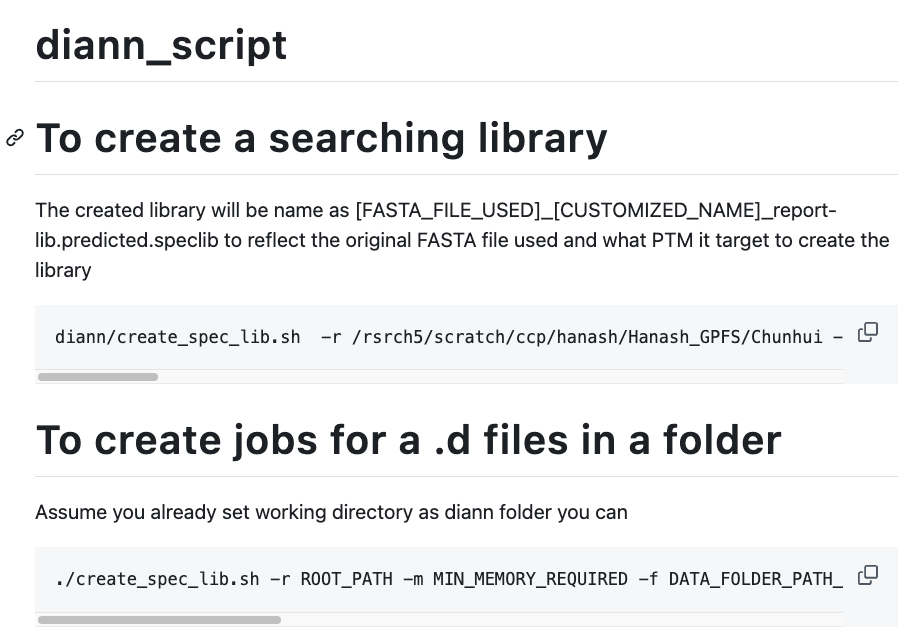 diann_script
To create a searching library
The created library will be name as [FASTA_FILE_USED]_[CUSTOMIZED_NAME]_report-
lib.predicted.speclib to reflect the original FASTA file used and what PTM it target to create the
library
diann/create_spec_lib.sh  -r /rsrch5/scratch/ccp/hanash/Hanash_GPFS/Chunhui -
To create jobs for a .d files in a folder
Assume you already set working directory as diann folder you can
./create_spec_lib.sh -r ROOT_PATH -m MIN_MEMORY_REQUIRED -f DATA_FOLDER_PATH_